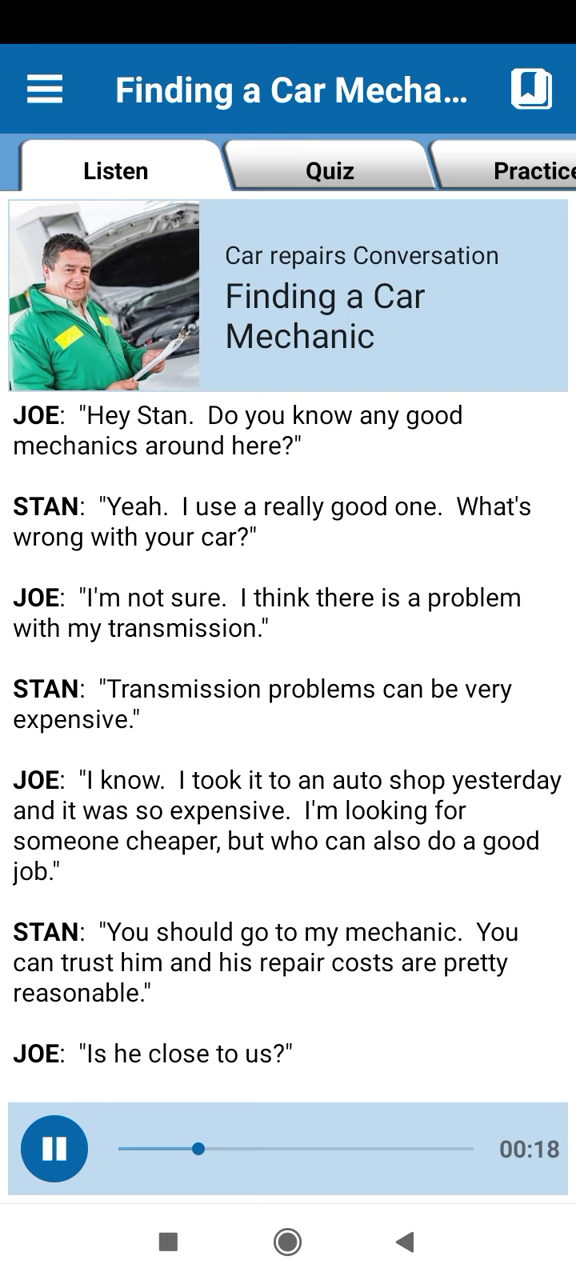 Finding a Car Mecha...
Listen
Quiz
Practice
Car repairs Conversation
Finding a Car
Mechanic
JOE:  "Hey Stan.  Do you know any good
mechanics around here?"
STAN:  "Yeah.  I use a really good one.  What's
wrong with your car?"
JOE:  "I'm not sure.  I think there is a problem
with my transmission."
STAN:  "Transmission problems can be very
expensive."
JOE:  "I know.  I took it to an auto shop yesterday
and it was so expensive.  I'm looking for
someone cheaper, but who can also do a good
job."
STAN:  "You should go to my mechanic.  You
can trust him and his repair costs are pretty
reasonable."
JOE:  "Is he close to us?"
00:18